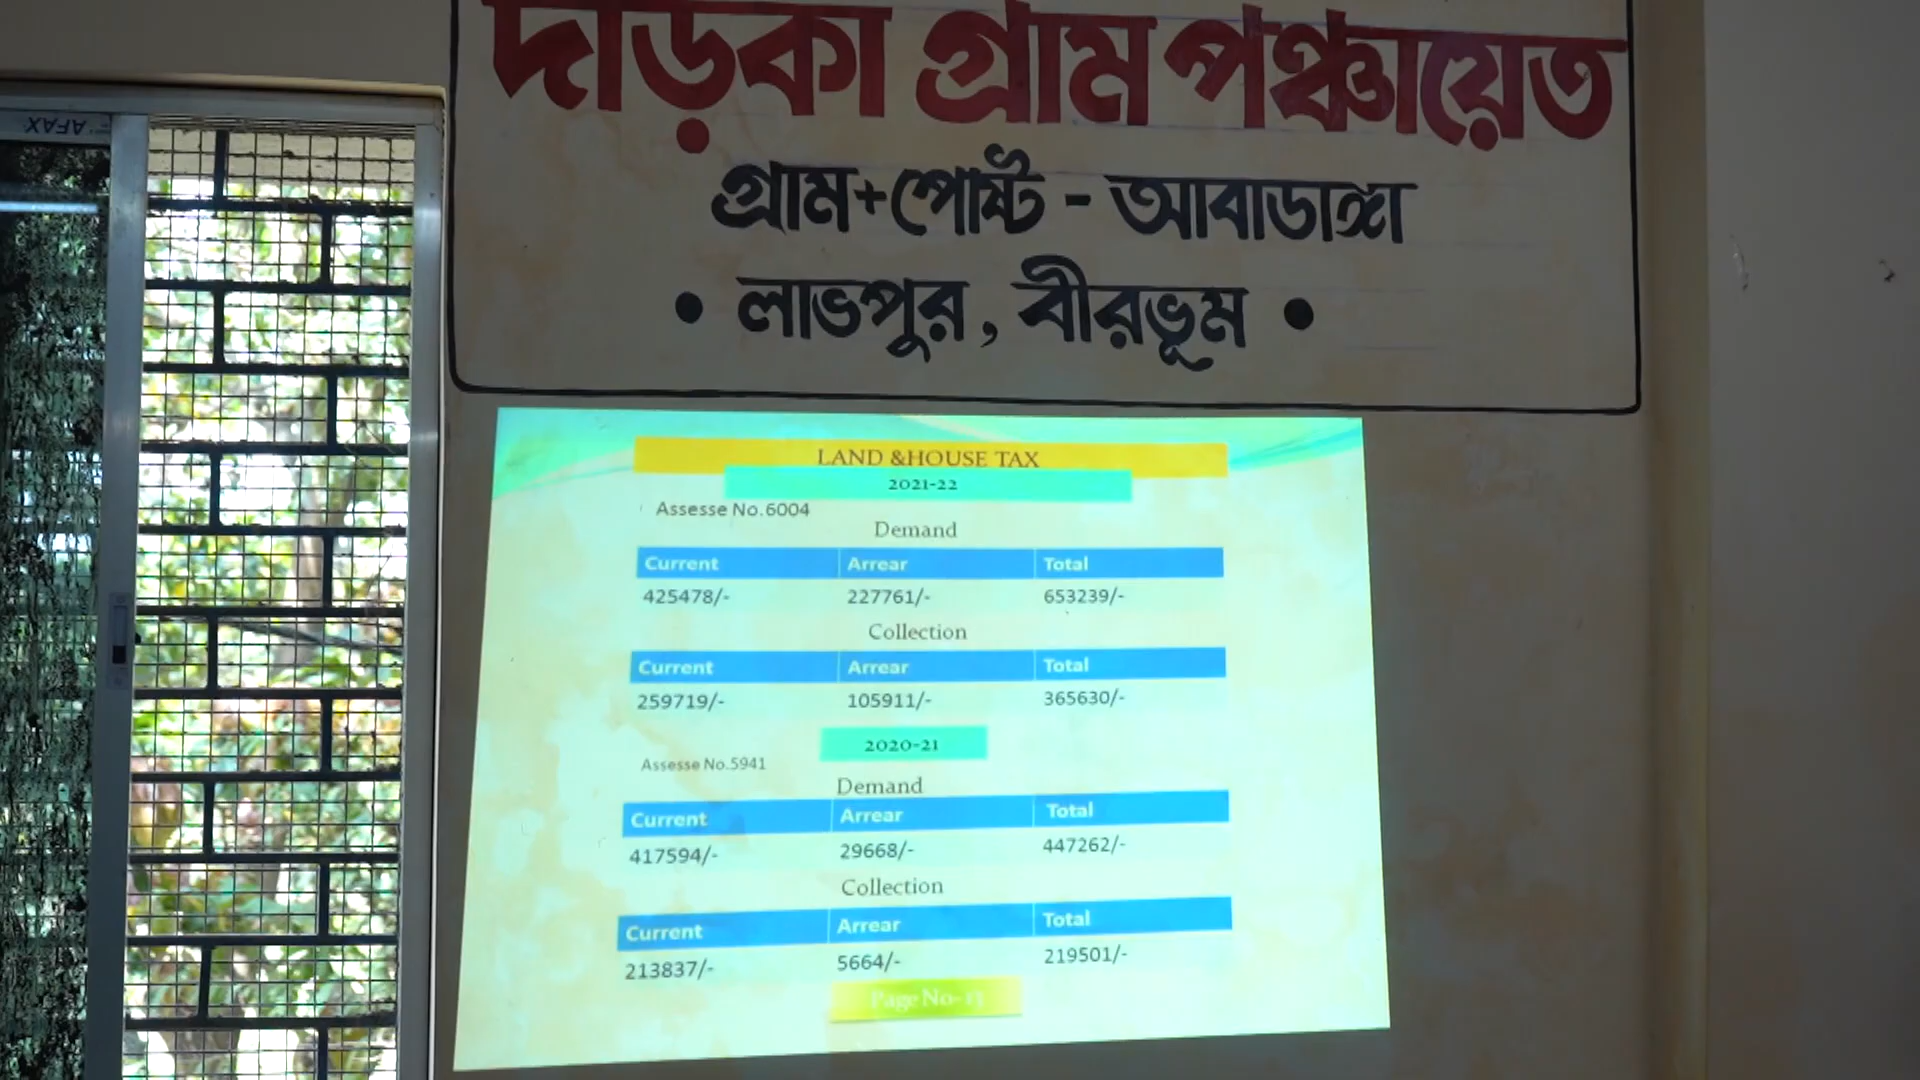 দাঁড়কা গ্রাম পঞ্চায়েত
গ্রাম+পোষ্ট - আবাডাঙ্গা
• লাভপুর, বীরভূম •
AFAX
LAND &HOUSE TAX
2021-22
Assesse No.6004
Demand
Current Arrear Total
425478/- 227761/- 653239/-
Collection
Current Arrear Total
259719/- 105911/- 365630/-
2020-21
Assesse No.5941
Demand
Current Arrear Total
417594/- 29668/- 447262/-
Collection
Current Arrear Total
213837/- 5664/- 219501/-
Page No-